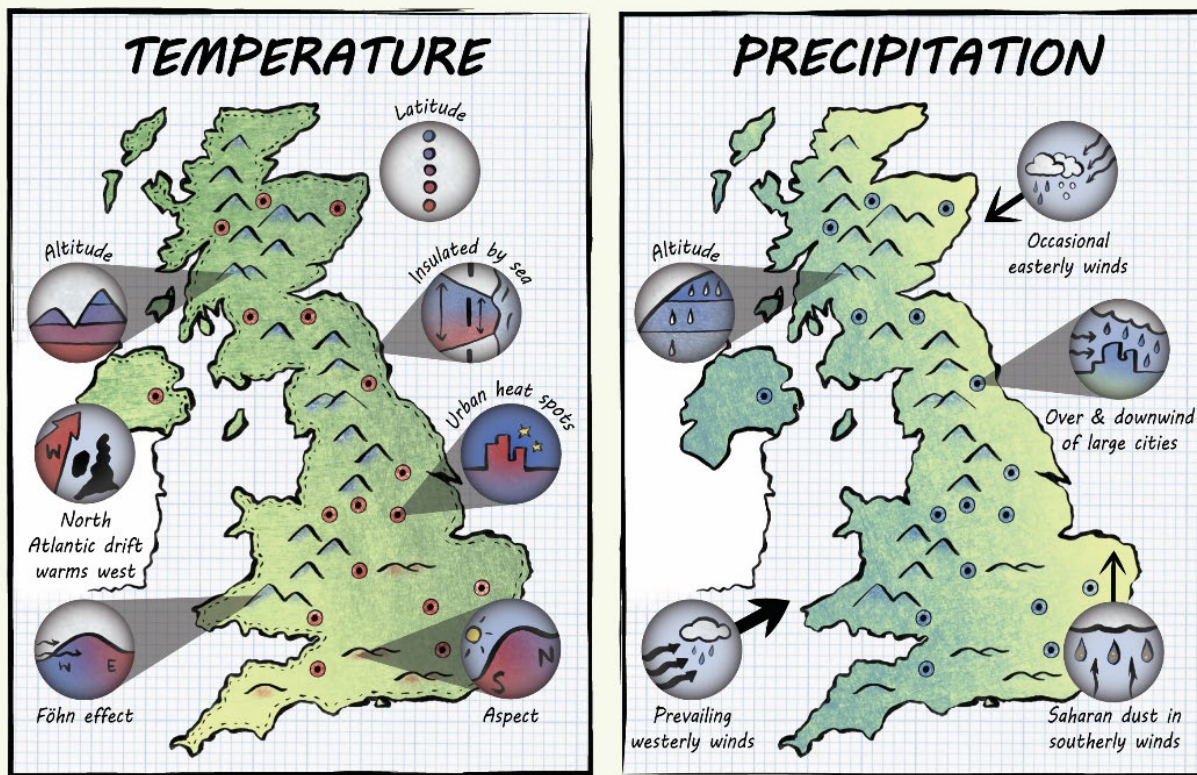 TEMPERATURE
Latitude
Altitude
Insulated by sea
Urban heat spots
W
North
Atlantic drift
warms west
W
E
Föhn effect
S
N
Aspect
PRECIPITATION
Occasional
easterly winds
Altitude
Over & downwind
of large cities
Prevailing
westerly winds
Saharan dust in
southerly winds